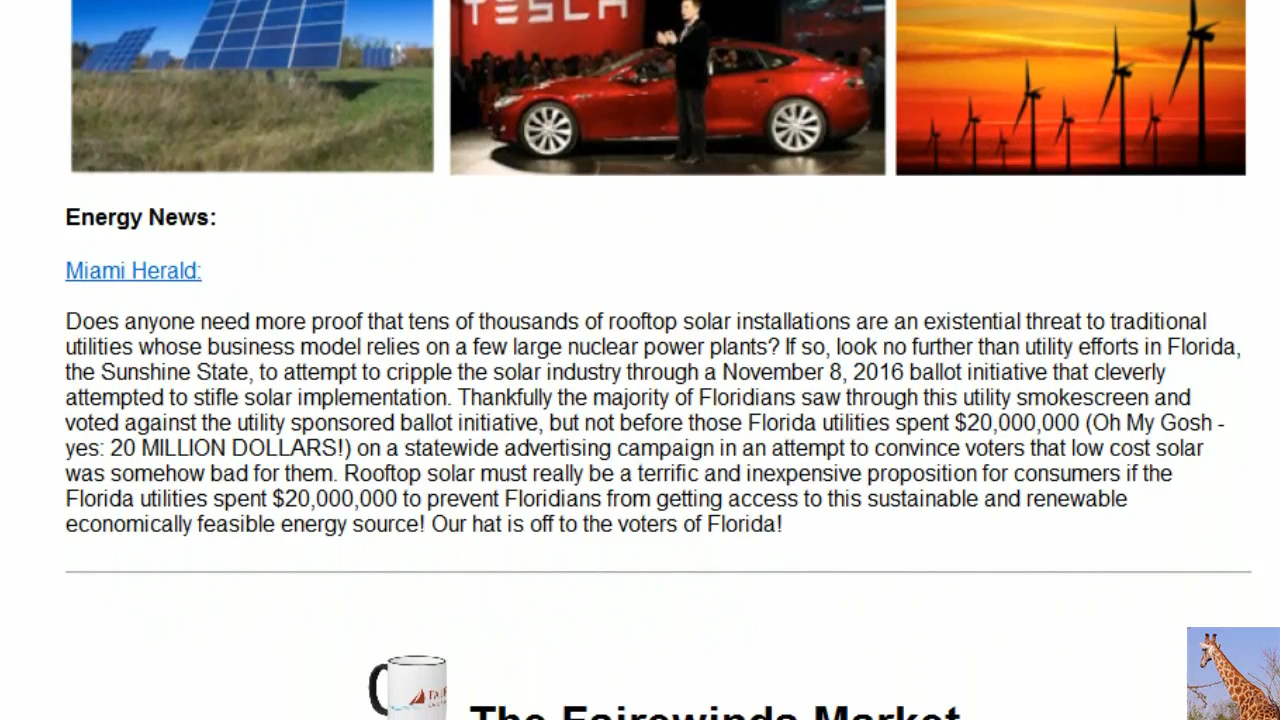 TESLA
Energy News:
Miami Herald:
Does anyone need more proof that tens of thousands of rooftop solar installations are an existential threat to traditional
utilities whose business model relies on a few large nuclear power plants? If so, look no further than utility efforts in Florida,
the Sunshine State, to attempt to cripple the solar industry through a November 8, 2016 ballot initiative that cleverly
attempted to stifle solar implementation. Thankfully the majority of Floridians saw through this utility smokescreen and
voted against the utility sponsored ballot initiative, but not before those Florida utilities spent $20,000,000 (Oh My Gosh -
yes: 20 MILLION DOLLARS!) on a statewide advertising campaign in an attempt to convince voters that low cost solar
was somehow bad for them. Rooftop solar must really be a terrific and inexpensive proposition for consumers if the
Florida utilities spent $20,000,000 to prevent Floridians from getting access to this sustainable and renewable
economically feasible energy source! Our hat is off to the voters of Florida!
The Fairewinds Market